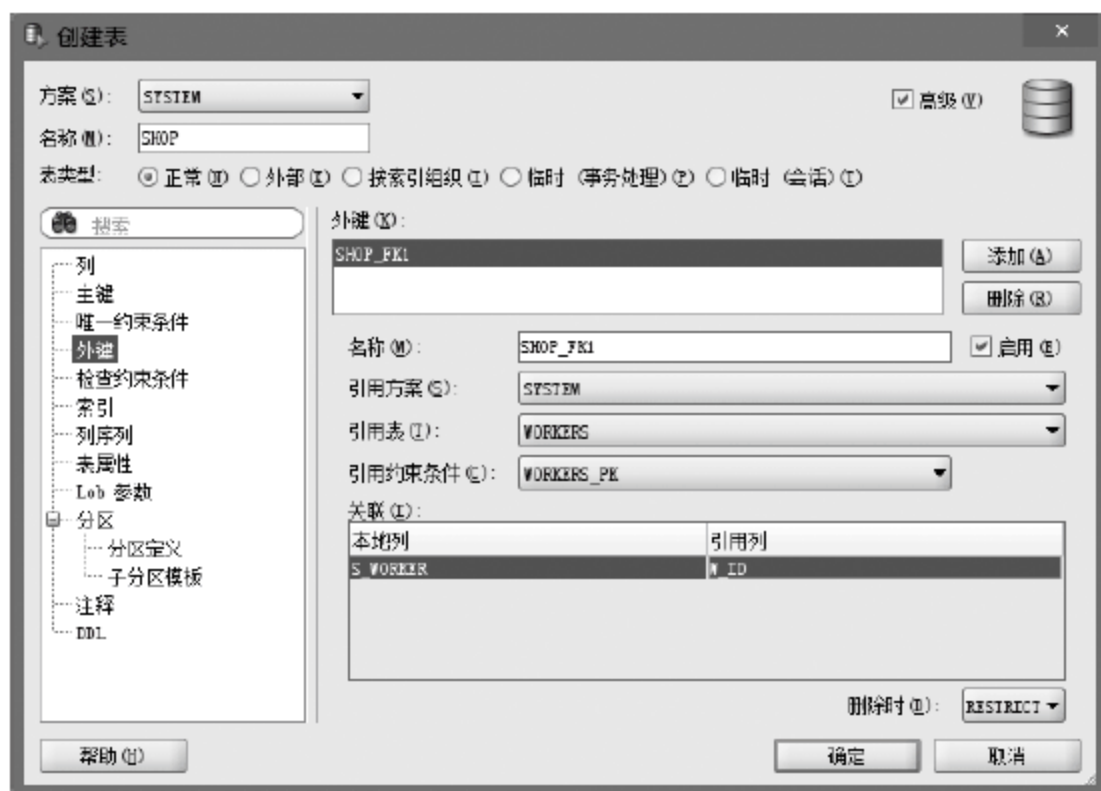 创建表
方案(S): SYSTEM 高级(V)
名称(M): SHOP
表类型: 正常(N) 外部(X) 按索引组织(I) 临时 (事务处理)(P) 临时 (会话)(T)
搜索
列
主键
唯一约束条件
外键
检查约束条件
索引
列序列
表属性
Lob 参数
分区
分区定义
子分区模板
注释
DDL
外键(K):
SHOP_FK1
添加(A)
删除(R)
名称(M): SHOP_FK1 启用(E)
引用方案(S): SYSTEM
引用表(T): WORKERS
引用约束条件(C): WORKERS_PK
关联(I):
本地列 引用列
S_WORKER W_ID
删除时(D): RESTRICT
帮助(H) 确定 取消